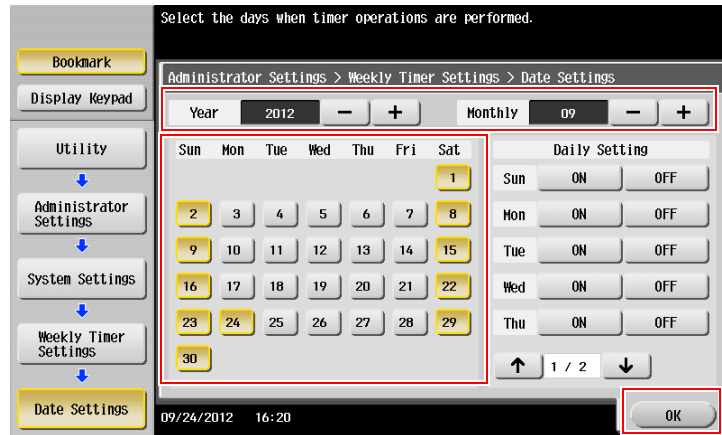 Select the days when timer operations are performed.
Bookmark
Display Keypad
Utility
Administrator
Settings
System Settings
Weekly Timer
Settings
Date Settings
Administrator Settings > Weekly Timer Settings > Date Settings
Year 2012 − + Monthly 09 − +
Sun Mon Tue Wed Thu Fri Sat
1
2 3 4 5 6 7 8
9 10 11 12 13 14 15
16 17 18 19 20 21 22
23 24 25 26 27 28 29
30
Daily Setting
Sun ON OFF
Mon ON OFF
Tue ON OFF
Wed ON OFF
Thu ON OFF
↑ 1 / 2 ↓
09/24/2012 16:20
OK